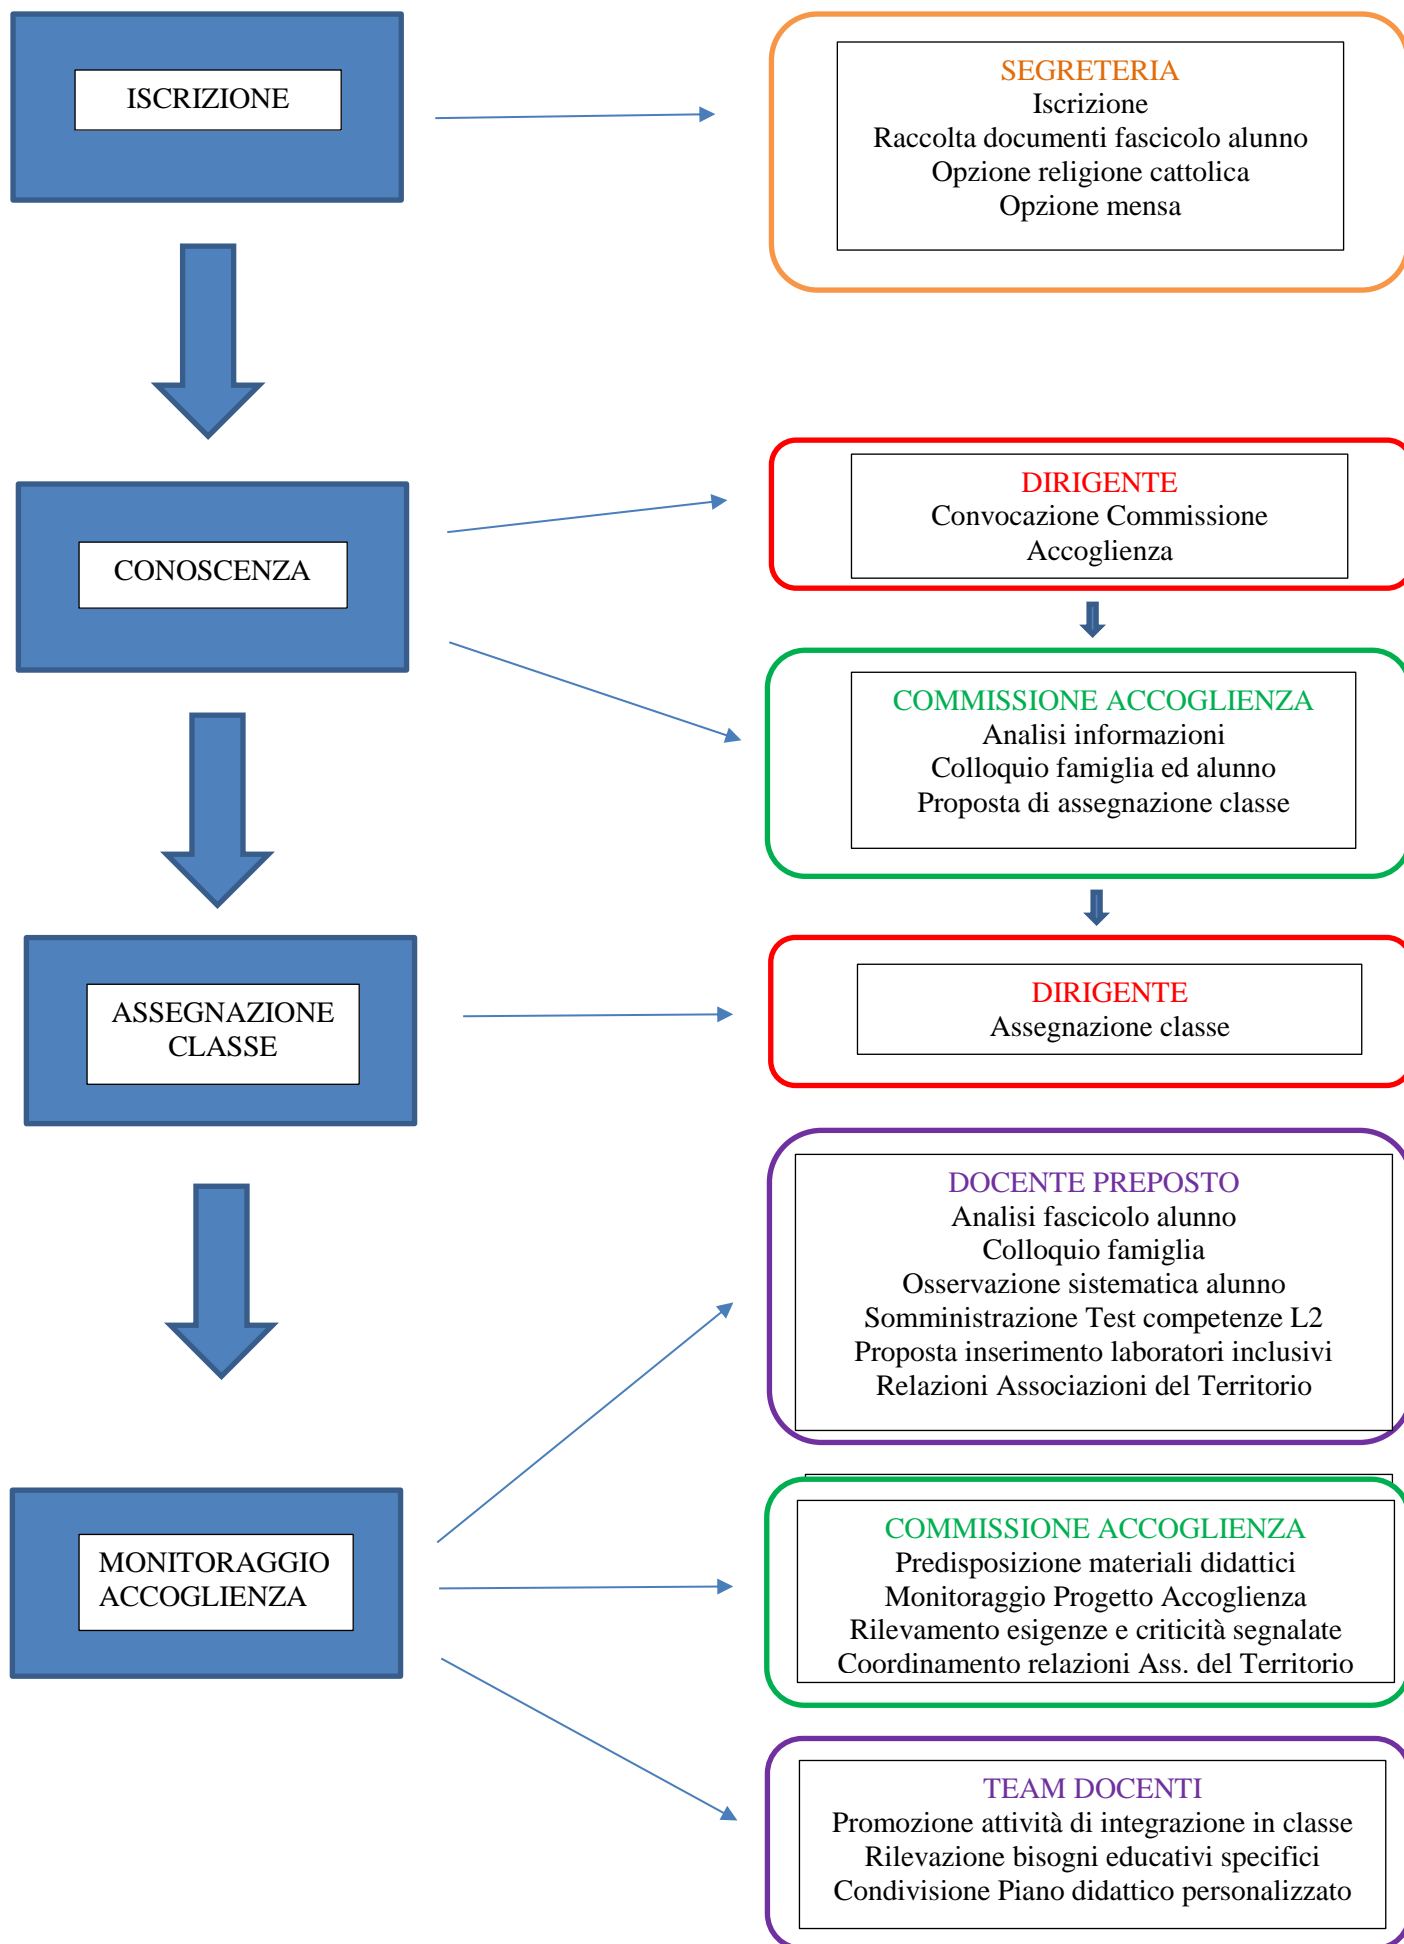 ISCRIZIONE
SEGRETERIA
Iscrizione
Raccolta documenti fascicolo alunno
Opzione religione cattolica
Opzione mensa
CONOSCENZA
DIRIGENTE
Convocazione Commissione
Accoglienza
COMMISSIONE ACCOGLIENZA
Analisi informazioni
Colloquio famiglia ed alunno
Proposta di assegnazione classe
ASSEGNAZIONE
CLASSE
DIRIGENTE
Assegnazione classe
DOCENTE PREPOSTO
Analisi fascicolo alunno
Colloquio famiglia
Osservazione sistematica alunno
Somministrazione Test competenze L2
Proposta inserimento laboratori inclusivi
Relazioni Associazioni del Territorio
MONITORAGGIO
ACCOGLIENZA
COMMISSIONE ACCOGLIENZA
Predisposizione materiali didattici
Monitoraggio Progetto Accoglienza
Rilevamento esigenze e criticità segnalate
Coordinamento relazioni Ass. del Territorio
TEAM DOCENTI
Promozione attività di integrazione in classe
Rilevazione bisogni educativi specifici
Condivisione Piano didattico personalizzato